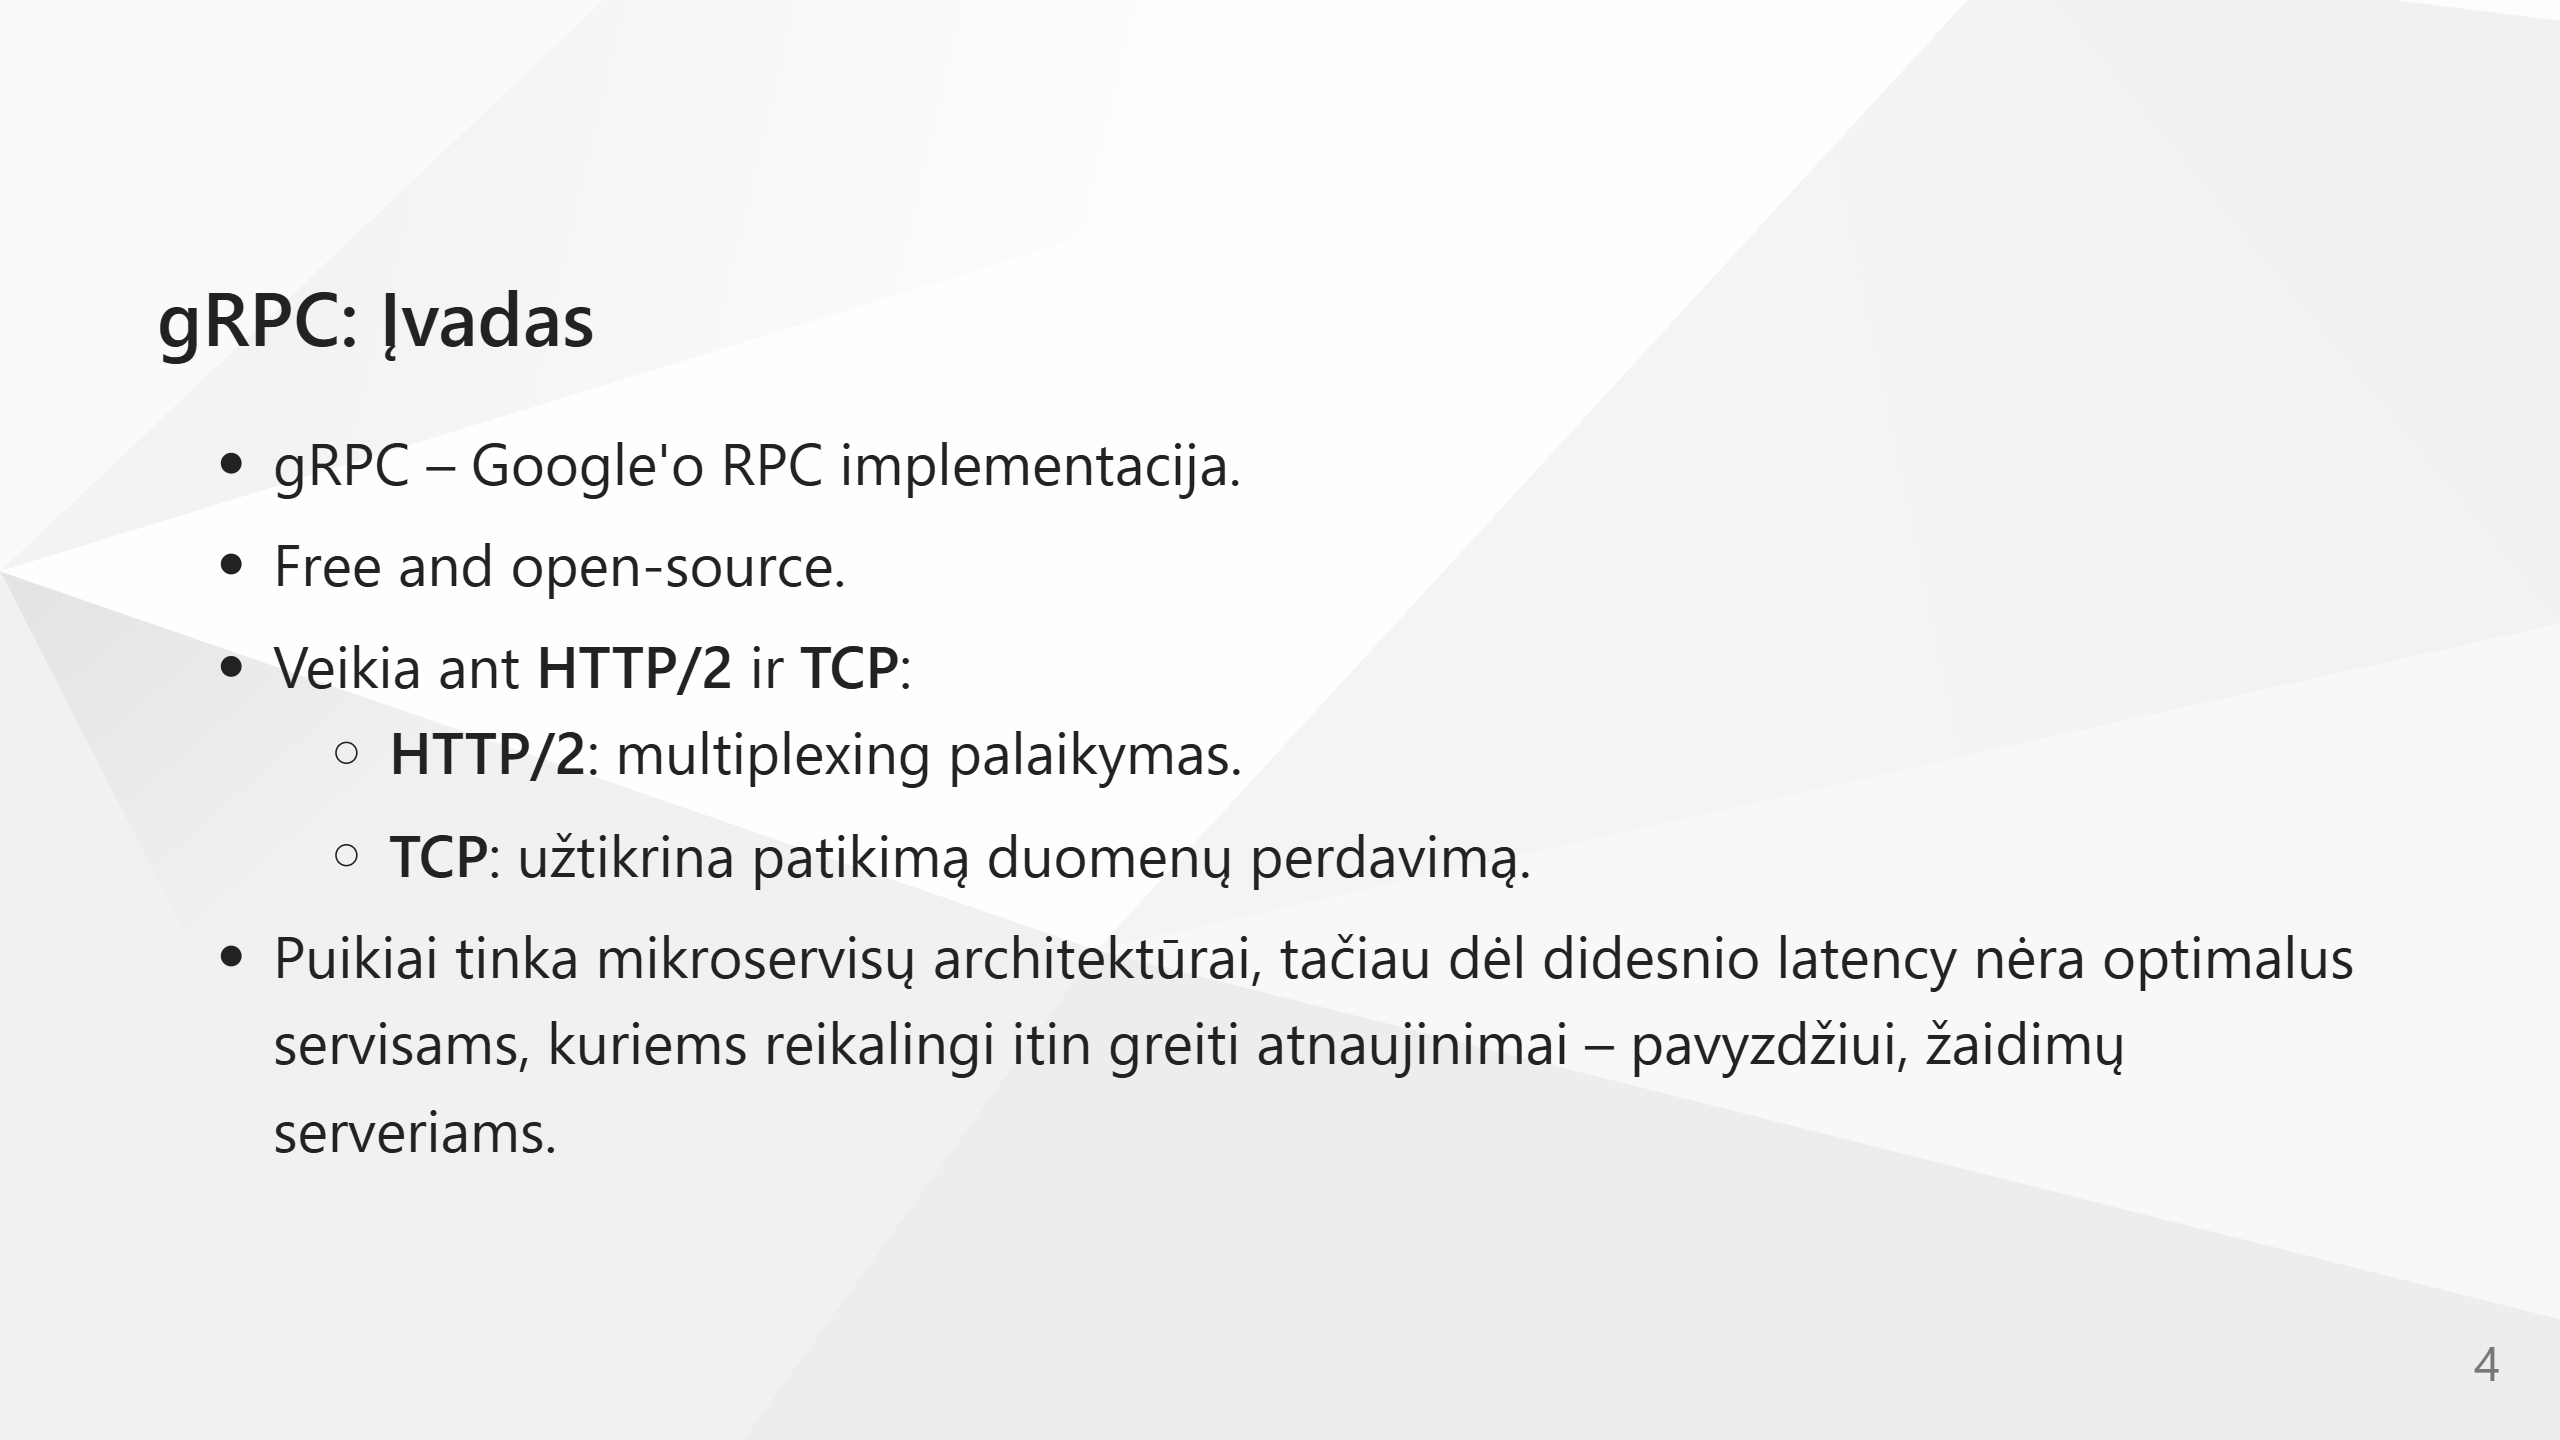 gRPC: Įvadas
• gRPC – Google'o RPC implementacija.
• Free and open-source.
• Veikia ant HTTP/2 ir TCP:
○ HTTP/2: multiplexing palaikymas.
○ TCP: užtikrina patikimą duomenų perdavimą.
• Puikiai tinka mikroservisų architektūrai, tačiau dėl didesnio latency nėra optimalus
servisams, kuriems reikalingi itin greiti atnaujinimai – pavyzdžiui, žaidimų
serveriams.
4